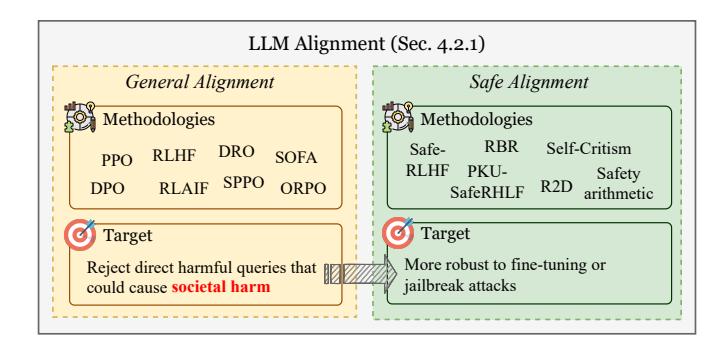 LLM Alignment (Sec. 4.2.1)
General Alignment
Methodologies
PPO RLHF DRO SOFA
DPO RLAIF SPPO ORPO
Target
Reject direct harmful queries that
could cause societal harm
Safe Alignment
Methodologies
Safe-
RLHF
RBR
Self-Critism
PKU-
SafeRHLF
R2D
Safety
arithmetic
Target
More robust to fine-tuning or
jailbreak attacks